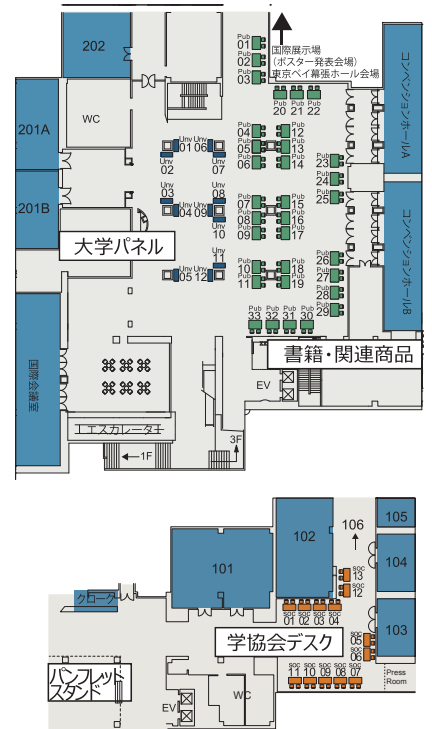 202
Pub
01
Pub
02
Pub
03
国際展示場
(ポスター発表会場)
東京ベイ幕張ホール会場
201A
WC
コンベンションホールA
Pub
20
Pub
21
Pub
22
Unv
01
Unv
06
Unv
02
Unv
07
Pub
04
Pub
05
Pub
06
Pub
12
Pub
13
Pub
14
Pub
23
Pub
24
Pub
25
201B
Unv
03
Unv
04
Unv
08
Unv
09
Unv
10
Pub
07
Pub
08
Pub
09
Pub
15
Pub
16
Pub
17
コンベンションホールB
大学パネル
Unv
11
Unv
05
Unv
12
Pub
10
Pub
11
Pub
18
Pub
19
Pub
26
Pub
27
Pub
28
Pub
29
Pub
33
Pub
32
Pub
31
Pub
30
国際会議室
書籍・関連商品
EV
エスカレーター
1F
3F
101
102
106
105
104
103
soc
13
soc
12
クローク
soc
01
soc
02
soc
03
soc
04
学協会デスク
soc
05
soc
06
パンフレット
スタンド
soc
11
soc
10
soc
09
soc
08
soc
07
Press
Room
EV
WC